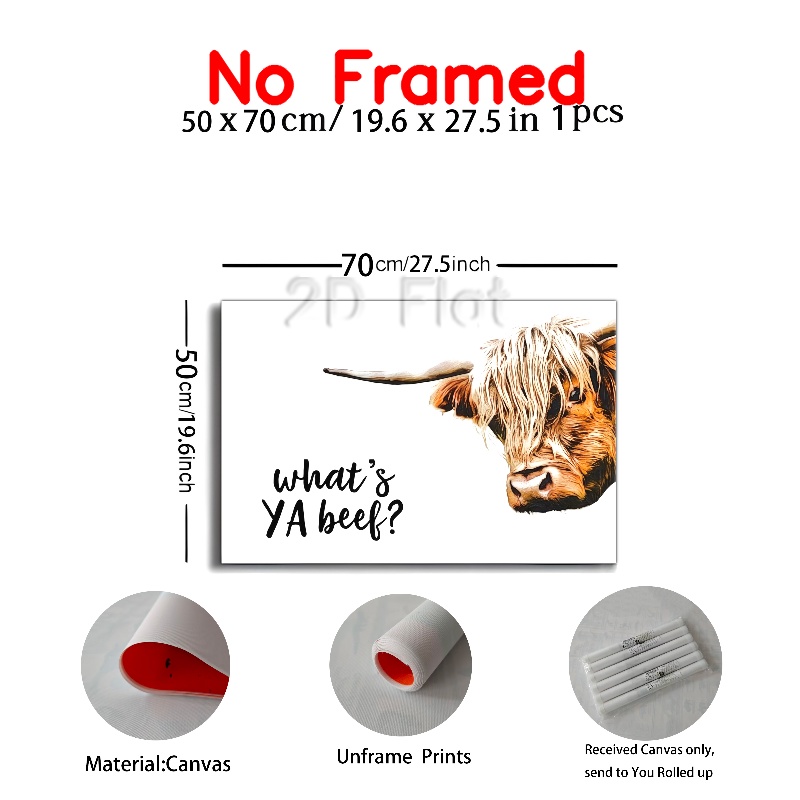 No Framed
50 x 70 cm/ 19.6 x 27.5 in 1pcs
70cm/27.5inch
2D Flat
50cm/19.6inch
what's
YA beef?
Material:Canvas
Unframe Prints
Received Canvas only,
send to You Rolled up